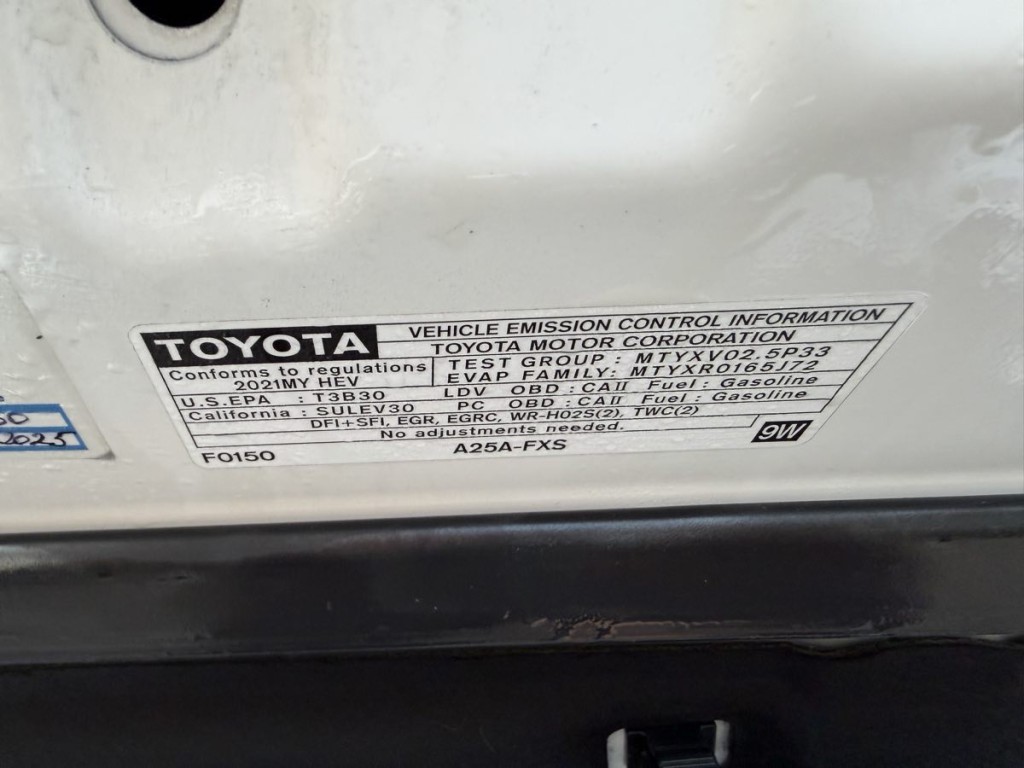 TOYOTA
VEHICLE EMISSION CONTROL INFORMATION
TOYOTA MOTOR CORPORATION
Conforms to regulations
2021MY HEV
TEST GROUP : MTYXV02.5P33
EVAP FAMILY: MTYXR0165J72
U.S.EPA : T3B30 LDV OBD : CAII Fuel : Gasoline
California : SULEV30 PC OBD : CAII Fuel : Gasoline
DFI+SFI, EGR, EGRC, WR-HO2S(2), TWC(2)
No adjustments needed.
F0150 A25A-FXS 9W
2025